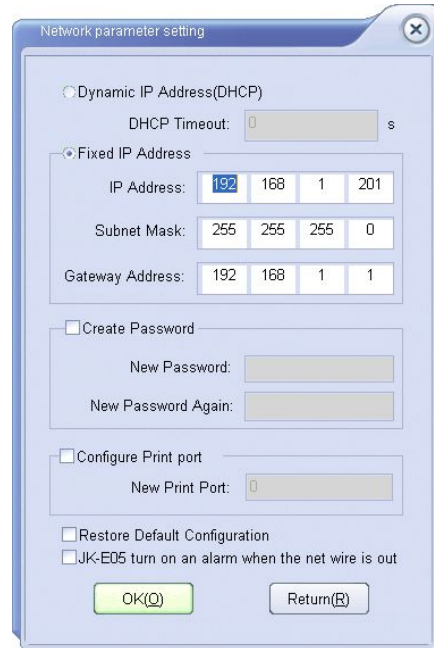 Network parameter setting
Dynamic IP Address(DHCP)
DHCP Timeout: 0 s
Fixed IP Address
IP Address: 192 168 1 201
Subnet Mask: 255 255 255 0
Gateway Address: 192 168 1 1
Create Password
New Password:
New Password Again:
Configure Print port
New Print Port: 0
Restore Default Configuration
JK-E05 turn on an alarm when the net wire is out
OK(O) Return(R)